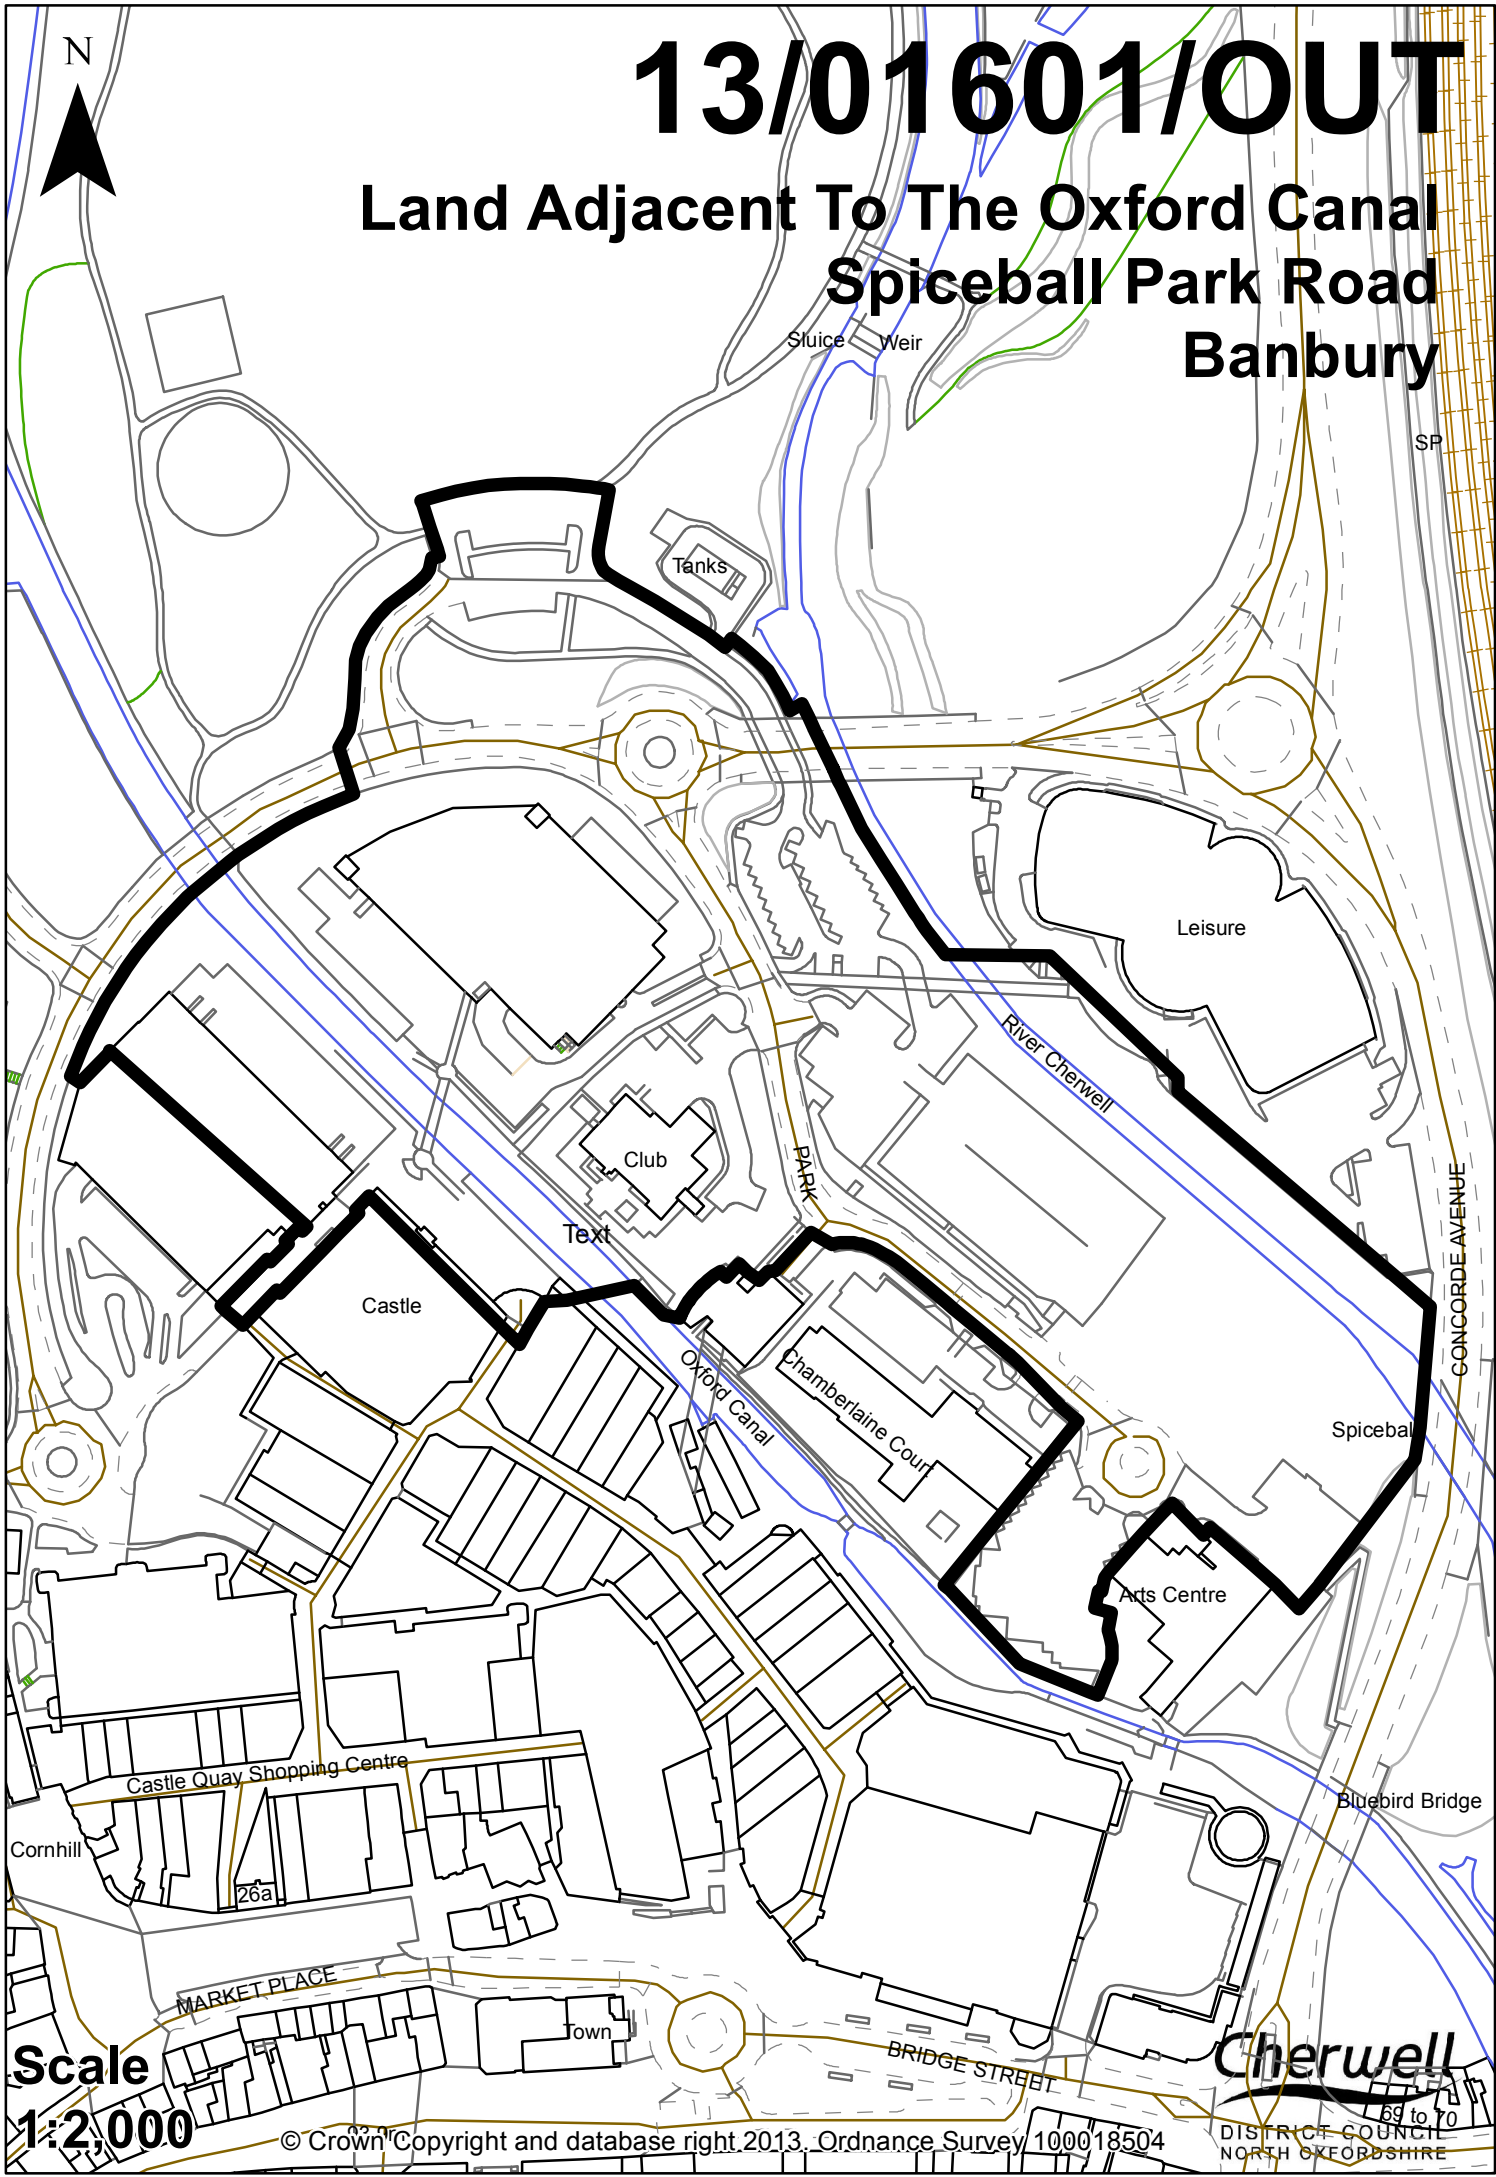 N
13/01601/OUT
Land Adjacent To The Oxford Canal
Spiceball Park Road
Banbury
Sluice
Weir
SP
Tanks
Leisure
River Cherwell
PARK
Club
Text
CONCORDE AVENUE
Castle
Oxford Canal
Chamberlaine Court
Spiceball
Arts Centre
Castle Quay Shopping Centre
Bluebird Bridge
Cornhill
26a
MARKET PLACE
Town
BRIDGE STREET
Scale
1:2,000
© Crown Copyright and database right 2013. Ordnance Survey 100018504
Cherwell
69 to 70
DISTRICT COUNCIL
NORTH OXFORDSHIRE